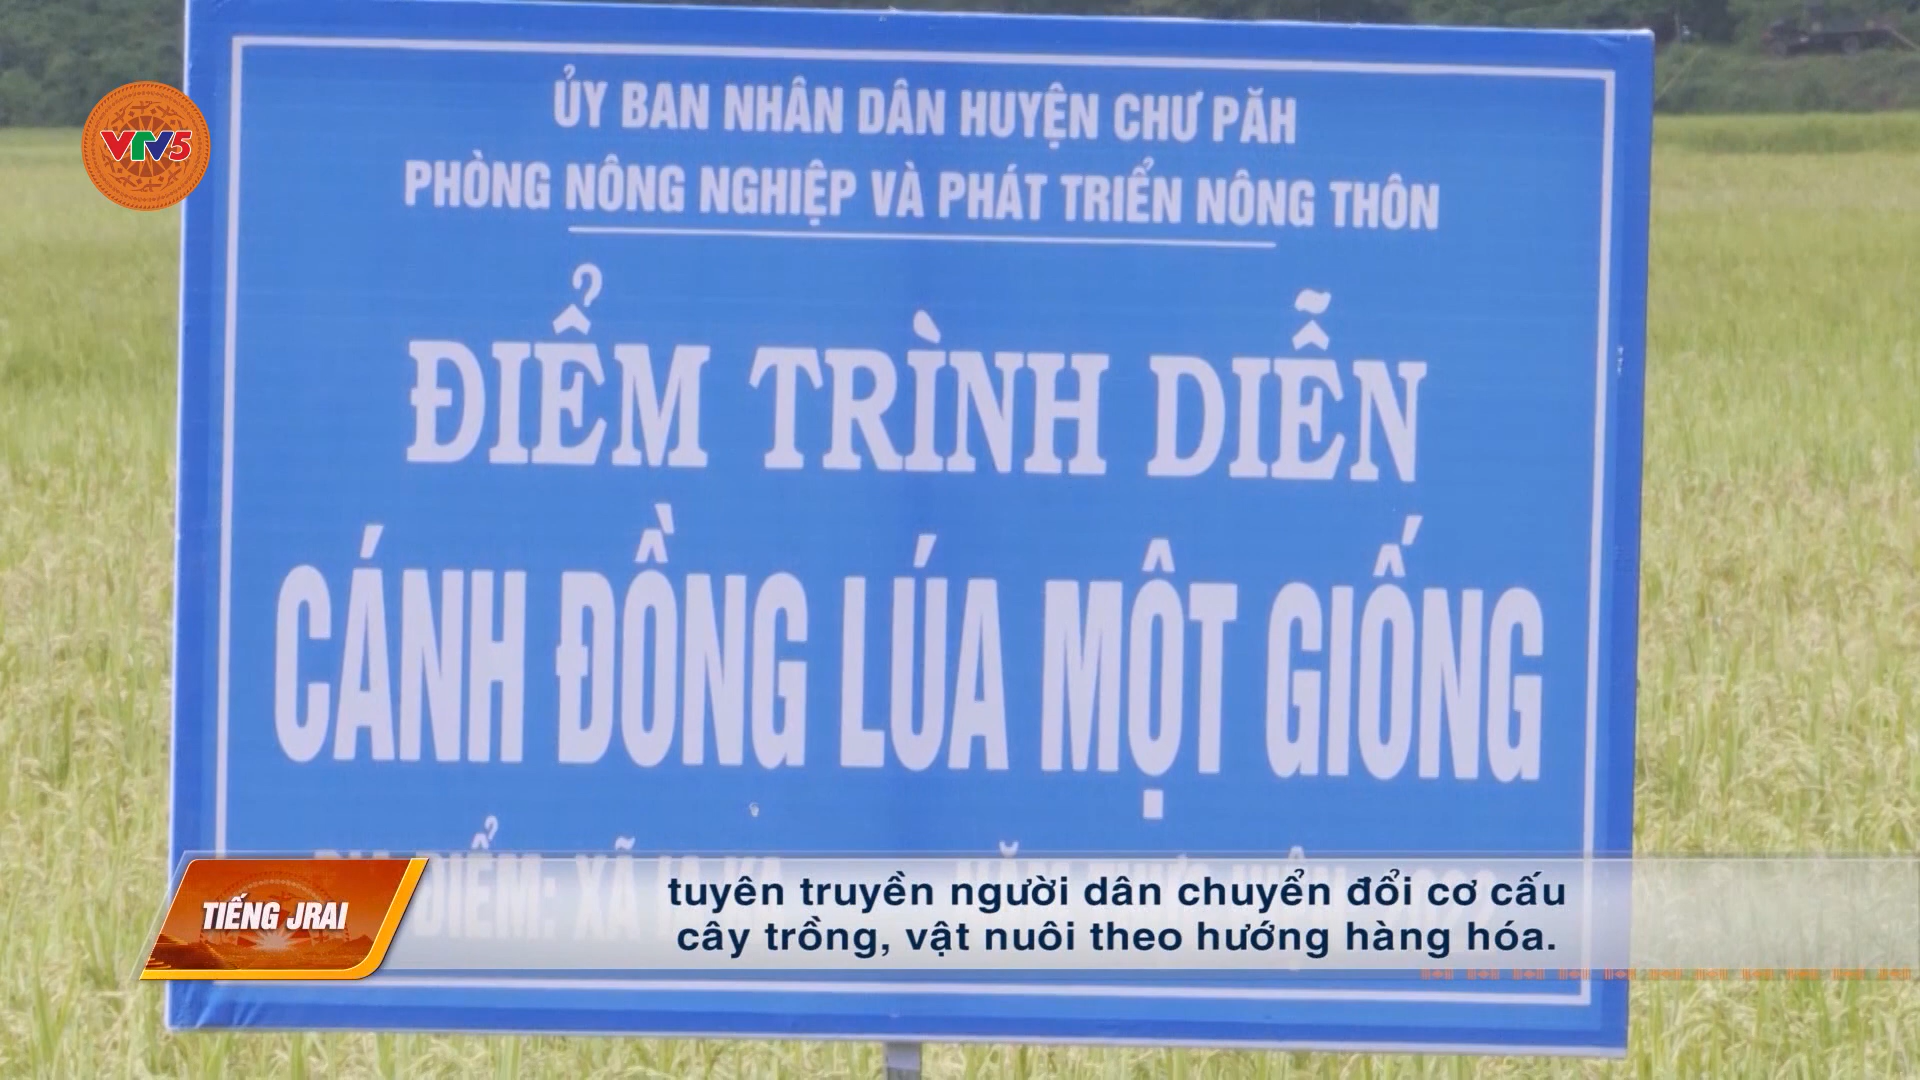 VTV5
ỦY BAN NHÂN DÂN HUYỆN CHƯ PĂH
PHÒNG NÔNG NGHIỆP VÀ PHÁT TRIỂN NÔNG THÔN
ĐIỂM TRÌNH DIỄN
CÁNH ĐỒNG LÚA MỘT GIỐNG
ĐIỂM: XÃ
TIẾNG JRAI
tuyên truyền người dân chuyển đổi cơ cấu
cây trồng, vật nuôi theo hướng hàng hóa.